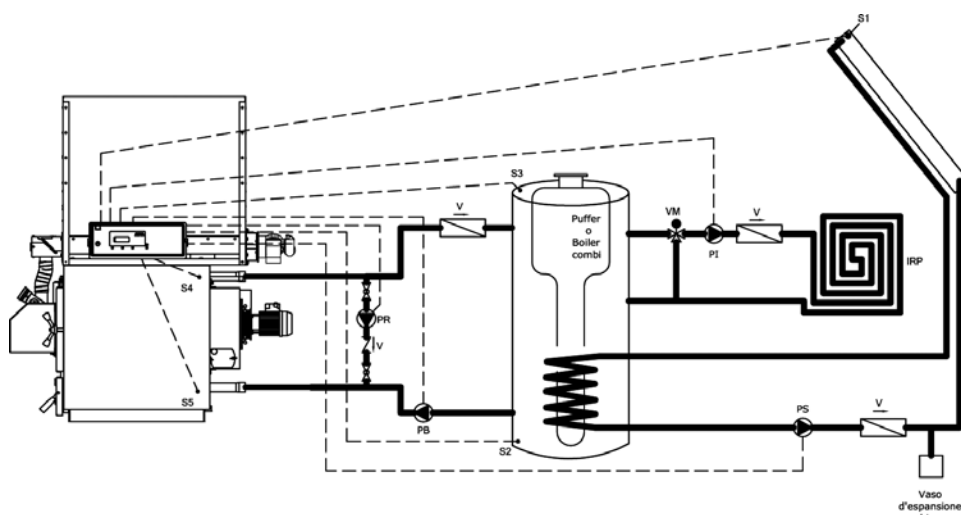 S1
S3
V
Puffer
o
Boiler
combi
VM
V
PI
IRP
S4
PR
V
S5
PB
S2
PS
V
Vaso
d'espansione